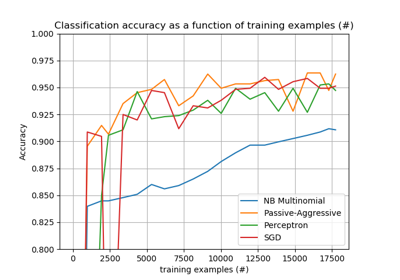 Classification accuracy as a function of training examples (#)
1.000
0.975
0.950
0.925
0.900
0.875
0.850
0.825
0.800
Accuracy
0 2500 5000 7500 10000 12500 15000 17500
training examples (#)
NB Multinomial
Passive-Aggressive
Perceptron
SGD